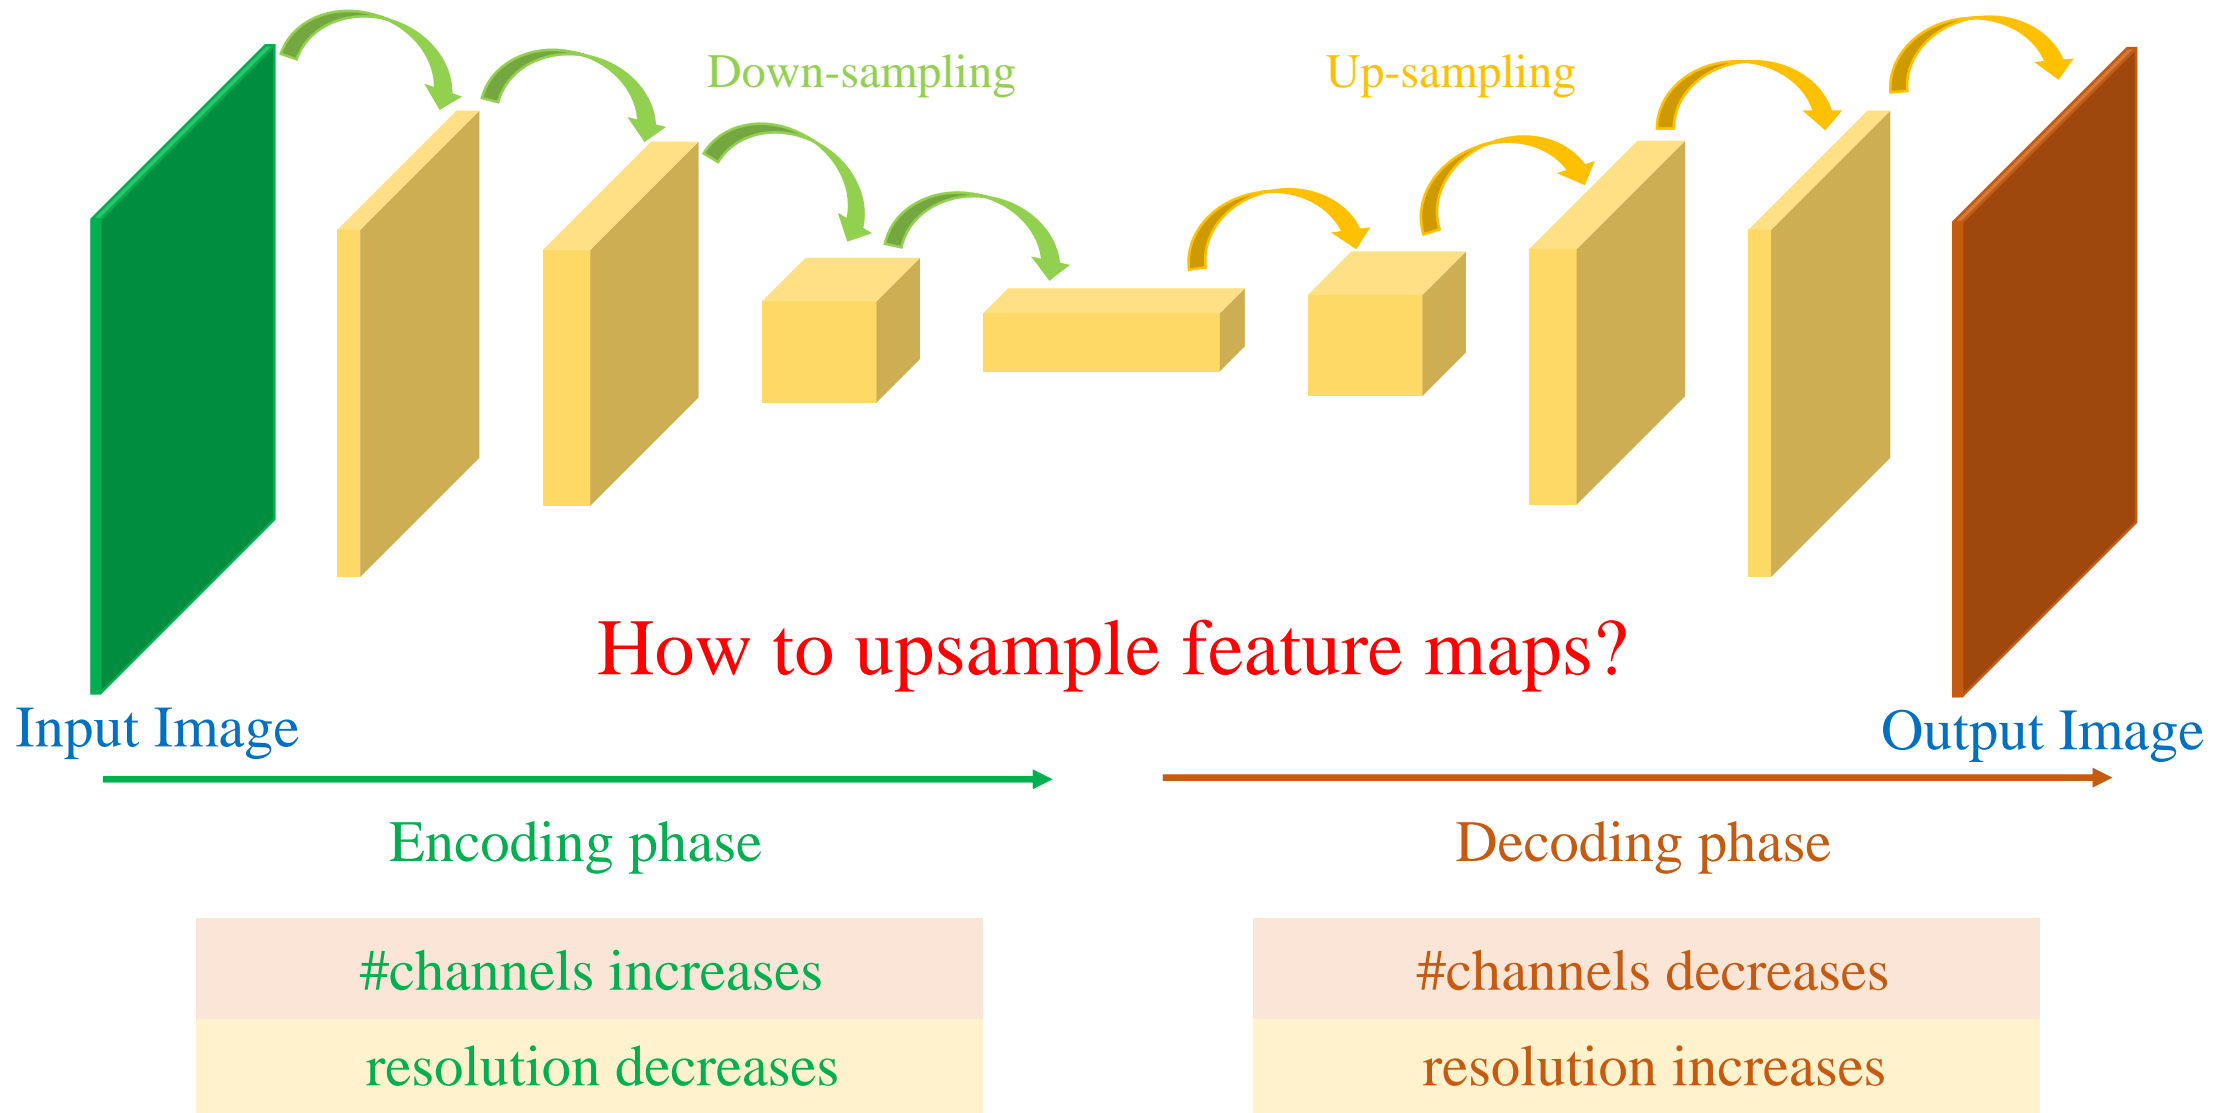 Down-sampling
Up-sampling
How to upsample feature maps?
Input Image
Output Image
Encoding phase
Decoding phase
#channels increases
#channels decreases
resolution decreases
resolution increases